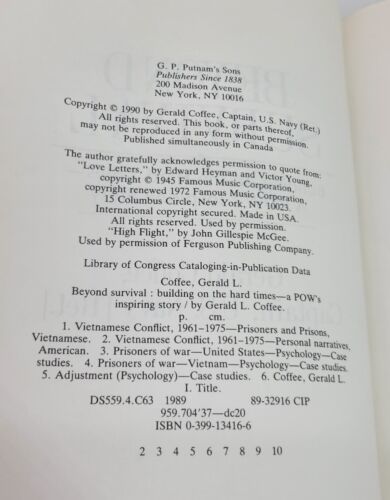 G. P. Putnam's Sons
Publishers Since 1838
200 Madison Avenue
New York, NY 10016
Copyright © 1990 by Gerald Coffee, Captain, U.S. Navy (Ret.)
All rights reserved. This book, or parts thereof,
may not be reproduced in any form without permission.
Published simultaneously in Canada
The author gratefully acknowledges permission to quote from:
"Love Letters," by Edward Heyman and Victor Young,
copyright © 1945 Famous Music Corporation,
copyright renewed 1972 Famous Music Corporation,
15 Columbus Circle, New York, NY 10023.
International copyright secured. Made in USA.
All rights reserved. Used by permission.
"High Flight," by John Gillespie McGee.
Used by permission of Ferguson Publishing Company.
Library of Congress Cataloging-in-Publication Data
Coffee, Gerald L.
Beyond survival : building on the hard times—a POW's
inspiring story / by Gerald L. Coffee.
p. cm.
1. Vietnamese Conflict, 1961-1975—Prisoners and Prisons,
Vietnamese. 2. Vietnamese Conflict, 1961-1975—Personal narratives,
American. 3. Prisoners of war—United States—Psychology—Case
studies. 4. Prisoners of war—Vietnam—Psychology—Case studies.
5. Adjustment (Psychology)—Case studies. 6. Coffee, Gerald L.
I. Title.
DS559.4.C63 1989 89-32916 CIP
959.704'37—dc20
ISBN 0-399-13416-6
2 3 4 5 6 7 8 9 10